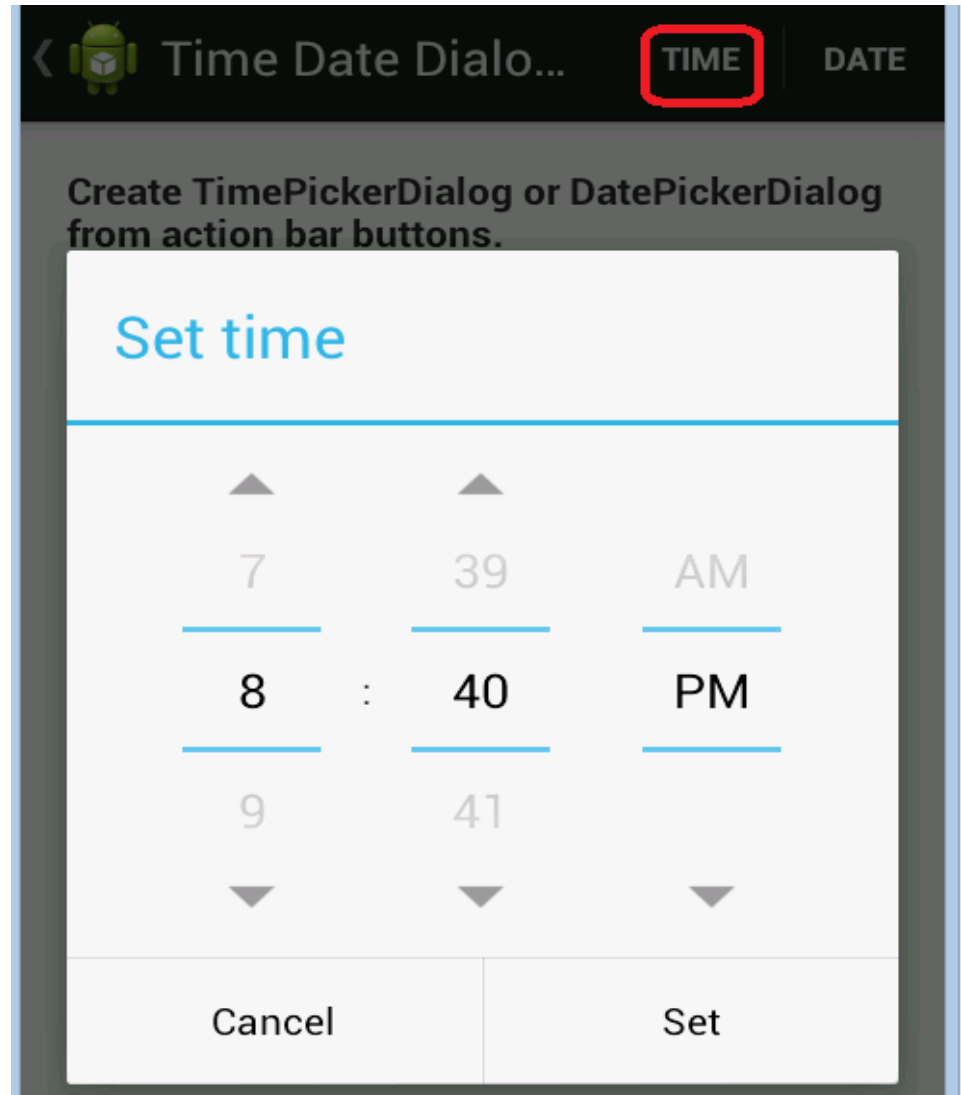 Time Date Dialo... TIME DATE
Create TimePickerDialog or DatePickerDialog
from action bar buttons.
Set time
7 39 AM
8 : 40 PM
9 41
Cancel Set